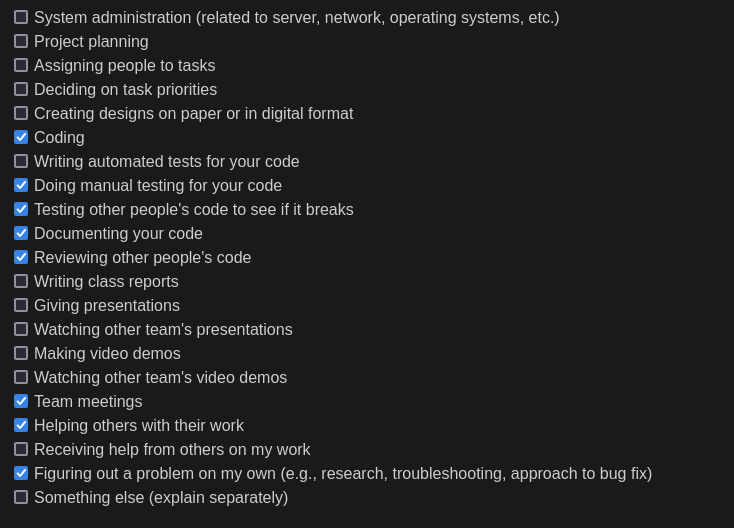 System administration (related to server, network, operating systems, etc.)
Project planning
Assigning people to tasks
Deciding on task priorities
Creating designs on paper or in digital format
Coding
Writing automated tests for your code
Doing manual testing for your code
Testing other people's code to see if it breaks
Documenting your code
Reviewing other people's code
Writing class reports
Giving presentations
Watching other team's presentations
Making video demos
Watching other team's video demos
Team meetings
Helping others with their work
Receiving help from others on my work
Figuring out a problem on my own (e.g., research, troubleshooting, approach to bug fix)
Something else (explain separately)